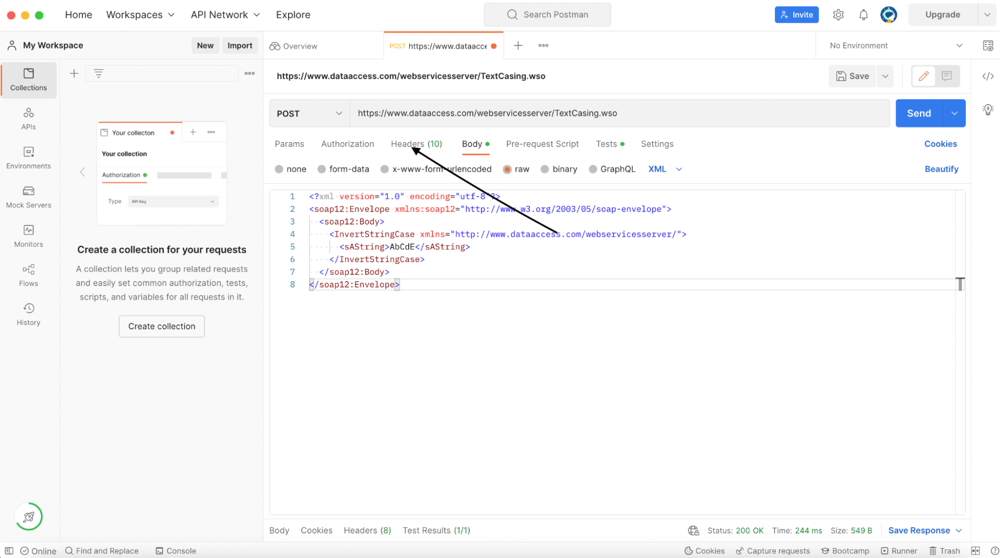 Home Workspaces API Network Explore Search Postman Invite Upgrade
My Workspace New Import Overview POST https://www.dataacce No Environment
Collections
APIs
Environments
Mock Servers
Monitors
Flows
History
Your collecton
Your collection
Authorization
Type API Key
Create a collection for your requests
A collection lets you group related requests
and easily set common authorization, tests,
scripts, and variables for all requests in it.
Create collection
https://www.dataaccess.com/webservicesserver/TextCasing.wso Save
POST https://www.dataaccess.com/webservicesserver/TextCasing.wso Send
Params Authorization Headers (10) Body Pre-request Script Tests Settings Cookies
none form-data x-www-form-urlencoded raw binary GraphQL XML Beautify
1 <?xml version="1.0" encoding="utf-8"?>
2 <soap12:Envelope xmlns:soap12="http://www.w3.org/2003/05/soap-envelope">
3 <soap12:Body>
4 <InvertStringCase xmlns="http://www.dataaccess.com/webservicesserver/">
5 <sAString>AbCdE</sAString>
6 </InvertStringCase>
7 </soap12:Body>
8 </soap12:Envelope>
Body Cookies Headers (8) Test Results (1/1) Status: 200 OK Time: 244 ms Size: 549 B Save Response
Online Find and Replace Console Cookies Capture requests Bootcamp Runner Trash